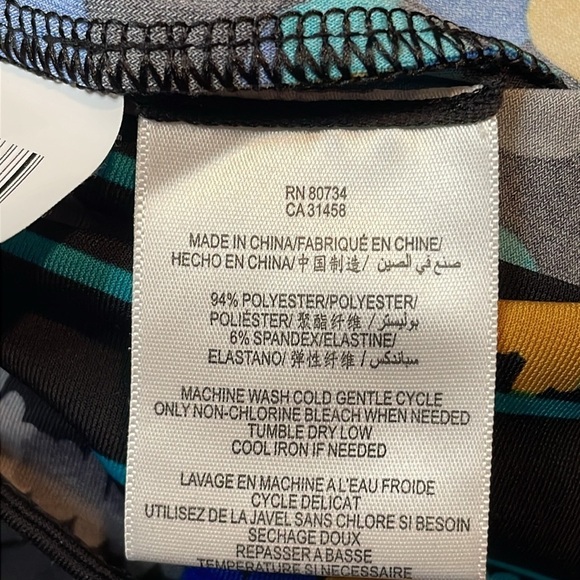 RN 80734
CA 31458
MADE IN CHINA/FABRIQUÉ EN CHINE/
HECHO EN CHINA/中国制造/ صنع في الصين
94% POLYESTER/POLYESTER/
POLIÉSTER/ 聚酯纤维 / بوليستر/
6% SPANDEX/ELASTINE/
ELASTANO/ 弹性纤维 / سباندكس/
MACHINE WASH COLD GENTLE CYCLE
ONLY NON-CHLORINE BLEACH WHEN NEEDED
TUMBLE DRY LOW
COOL IRON IF NEEDED
LAVAGE EN MACHINE A L'EAU FROIDE
CYCLE DELICAT
UTILISEZ DE LA JAVEL SANS CHLORE SI BESOIN
SECHAGE DOUX
REPASSER A BASSE
TEMPERATURE SI NECESSAIRE